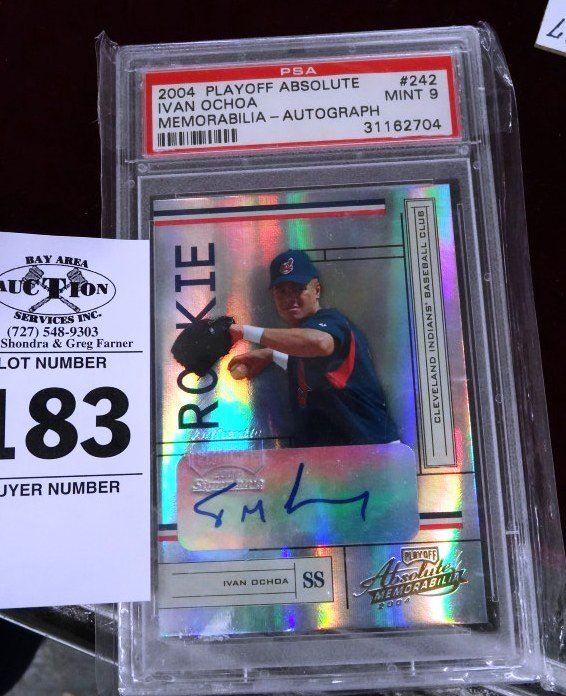 PSA
2004 PLAYOFF ABSOLUTE #242
IVAN OCHOA MINT 9
MEMORABILIA - AUTOGRAPH
31162704
BAY AREA
AUCTION
SERVICES INC.
(727) 548-9303
Shondra & Greg Farner
LOT NUMBER
183
UYER NUMBER
ROOKIE
CLEVELAND INDIANS® BASEBALL CLUB
IVAN OCHOA SS
PLAYOFF
Absolute
MEMORABILIA
2004